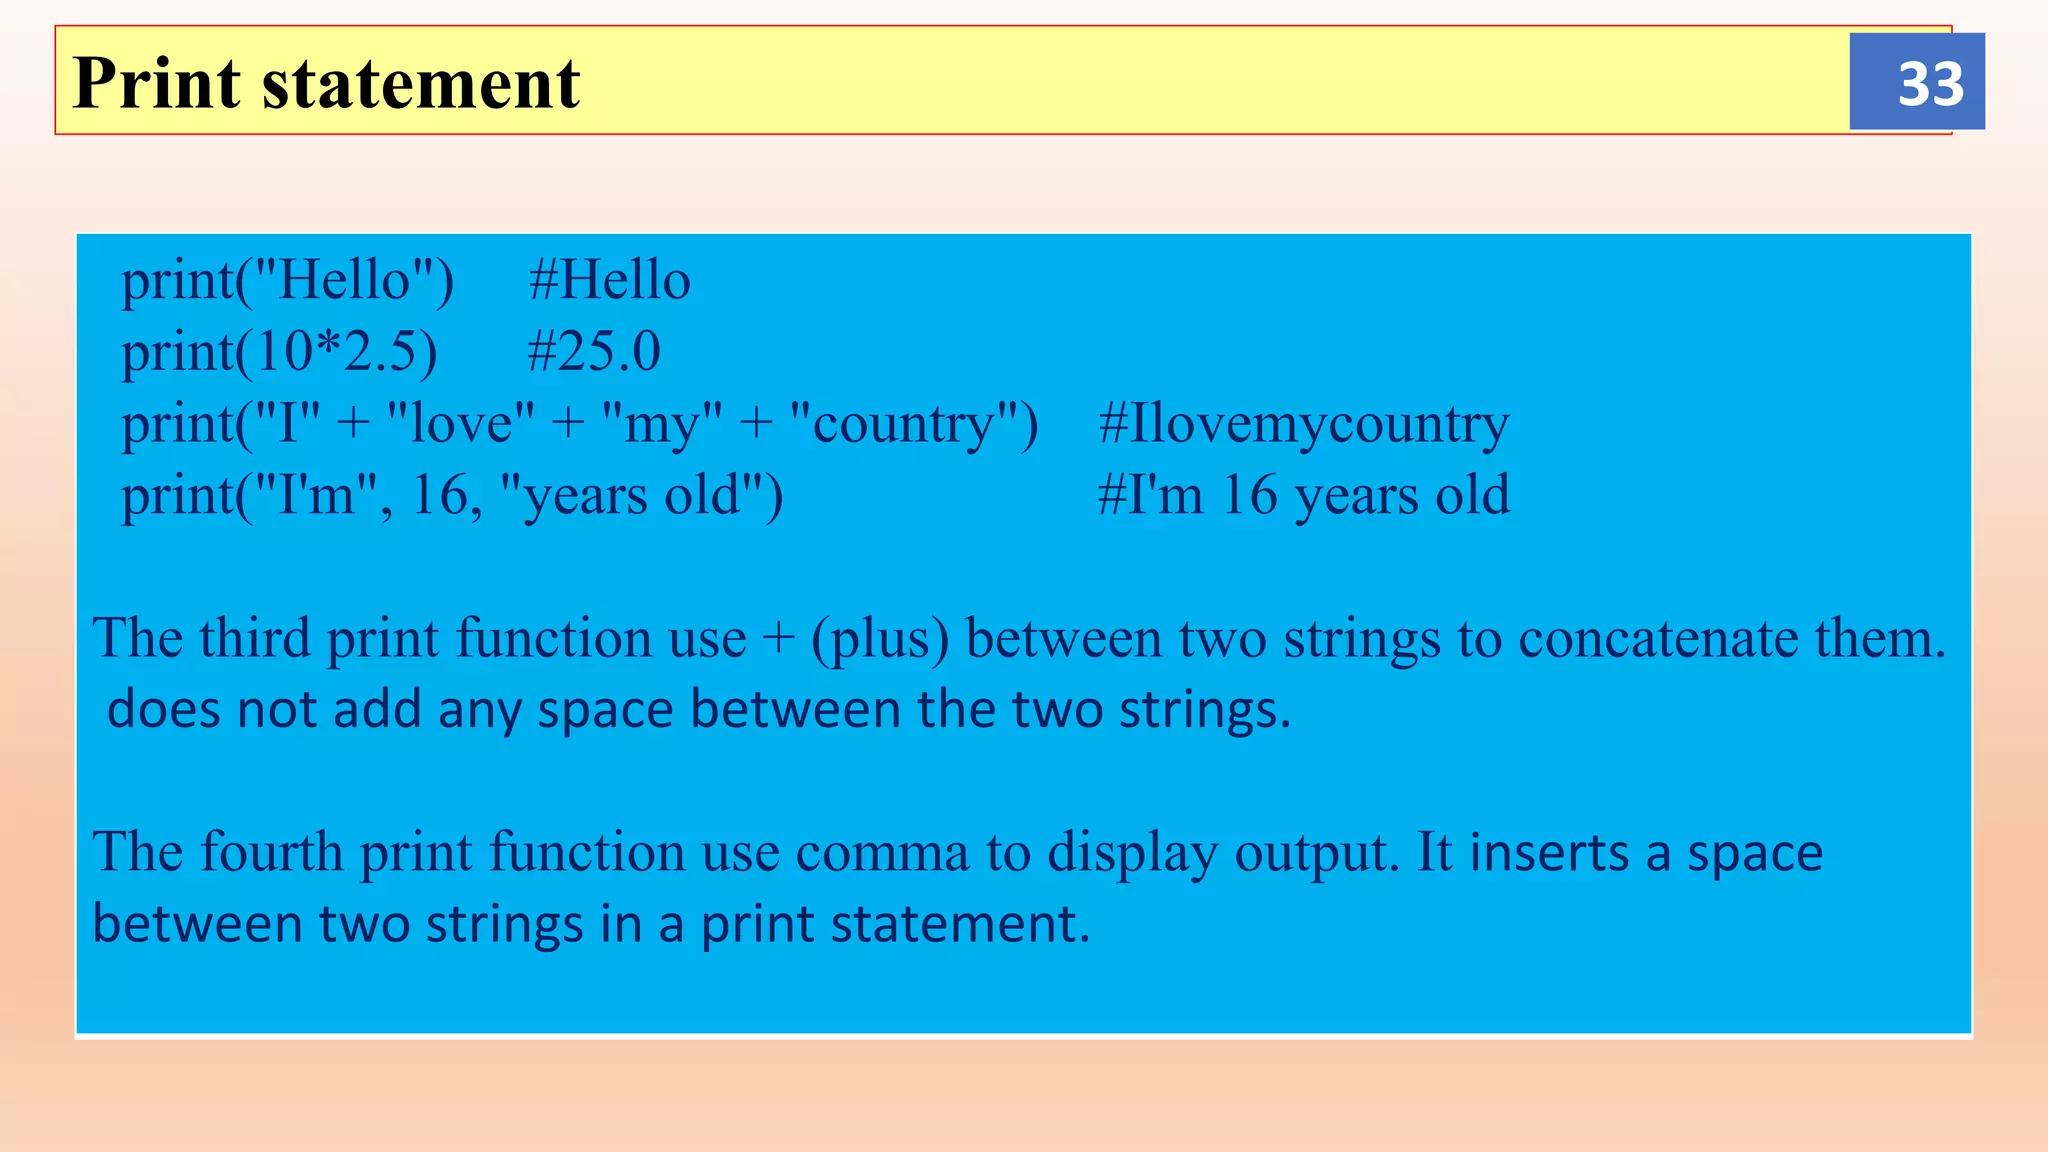 Print statement
33
print("Hello") #Hello
print(10*2.5) #25.0
print("I" + "love" + "my" + "country") #Ilovemycountry
print("I'm", 16, "years old") #I'm 16 years old
The third print function use + (plus) between two strings to concatenate them.
does not add any space between the two strings.
The fourth print function use comma to display output. It inserts a space
between two strings in a print statement.